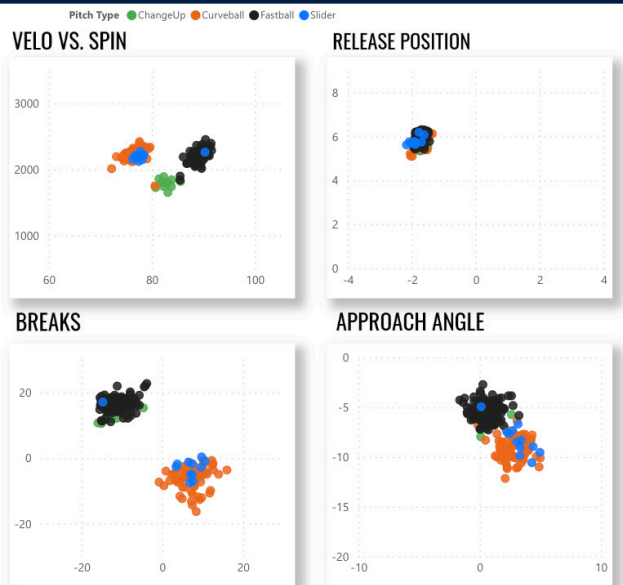 Pitch Type ChangeUp Curveball Fastball Slider
VELO VS. SPIN
3000
2000
1000
60 80 100
RELEASE POSITION
8
6
4
2
0
-4 -2 0 2 4
BREAKS
20
0
-20
-20 0 20
APPROACH ANGLE
0
-5
-10
-15
-20
-10 0 10